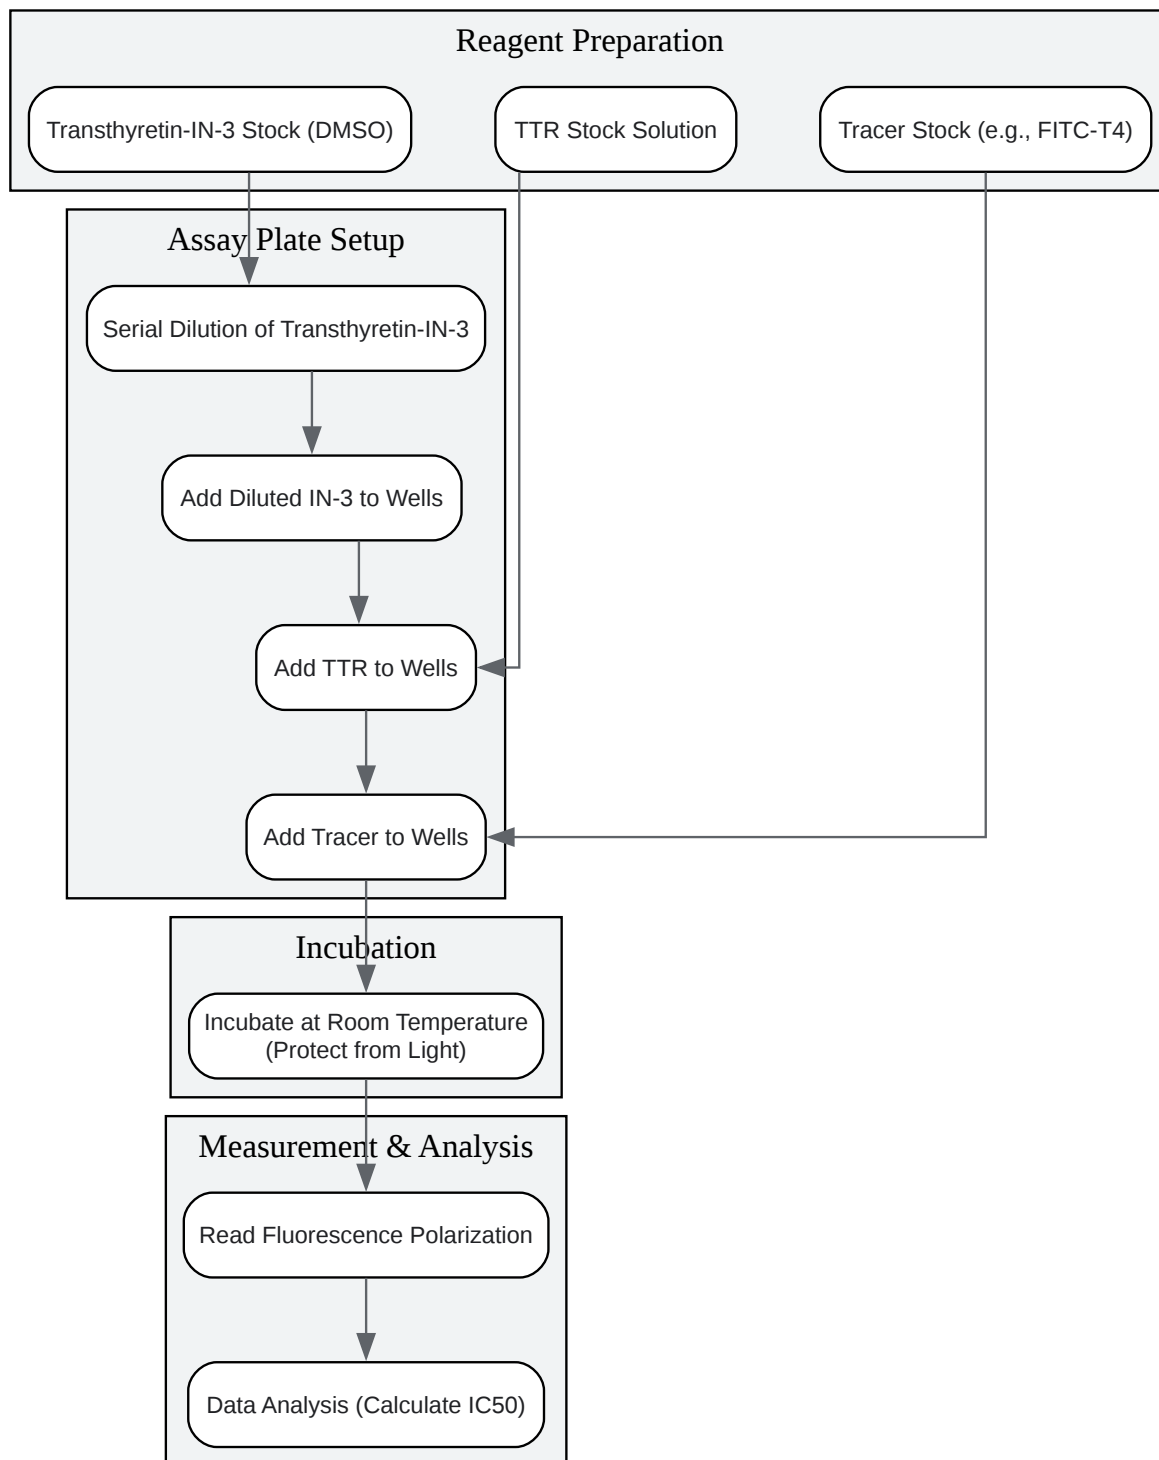 Reagent Preparation
Transthyretin-IN-3 Stock (DMSO)
TTR Stock Solution
Tracer Stock (e.g., FITC-T4)
Assay Plate Setup
Serial Dilution of Transthyretin-IN-3
Add Diluted IN-3 to Wells
Add TTR to Wells
Add Tracer to Wells
Incubation
Incubate at Room Temperature
(Protect from Light)
Measurement & Analysis
Read Fluorescence Polarization
Data Analysis (Calculate IC50)